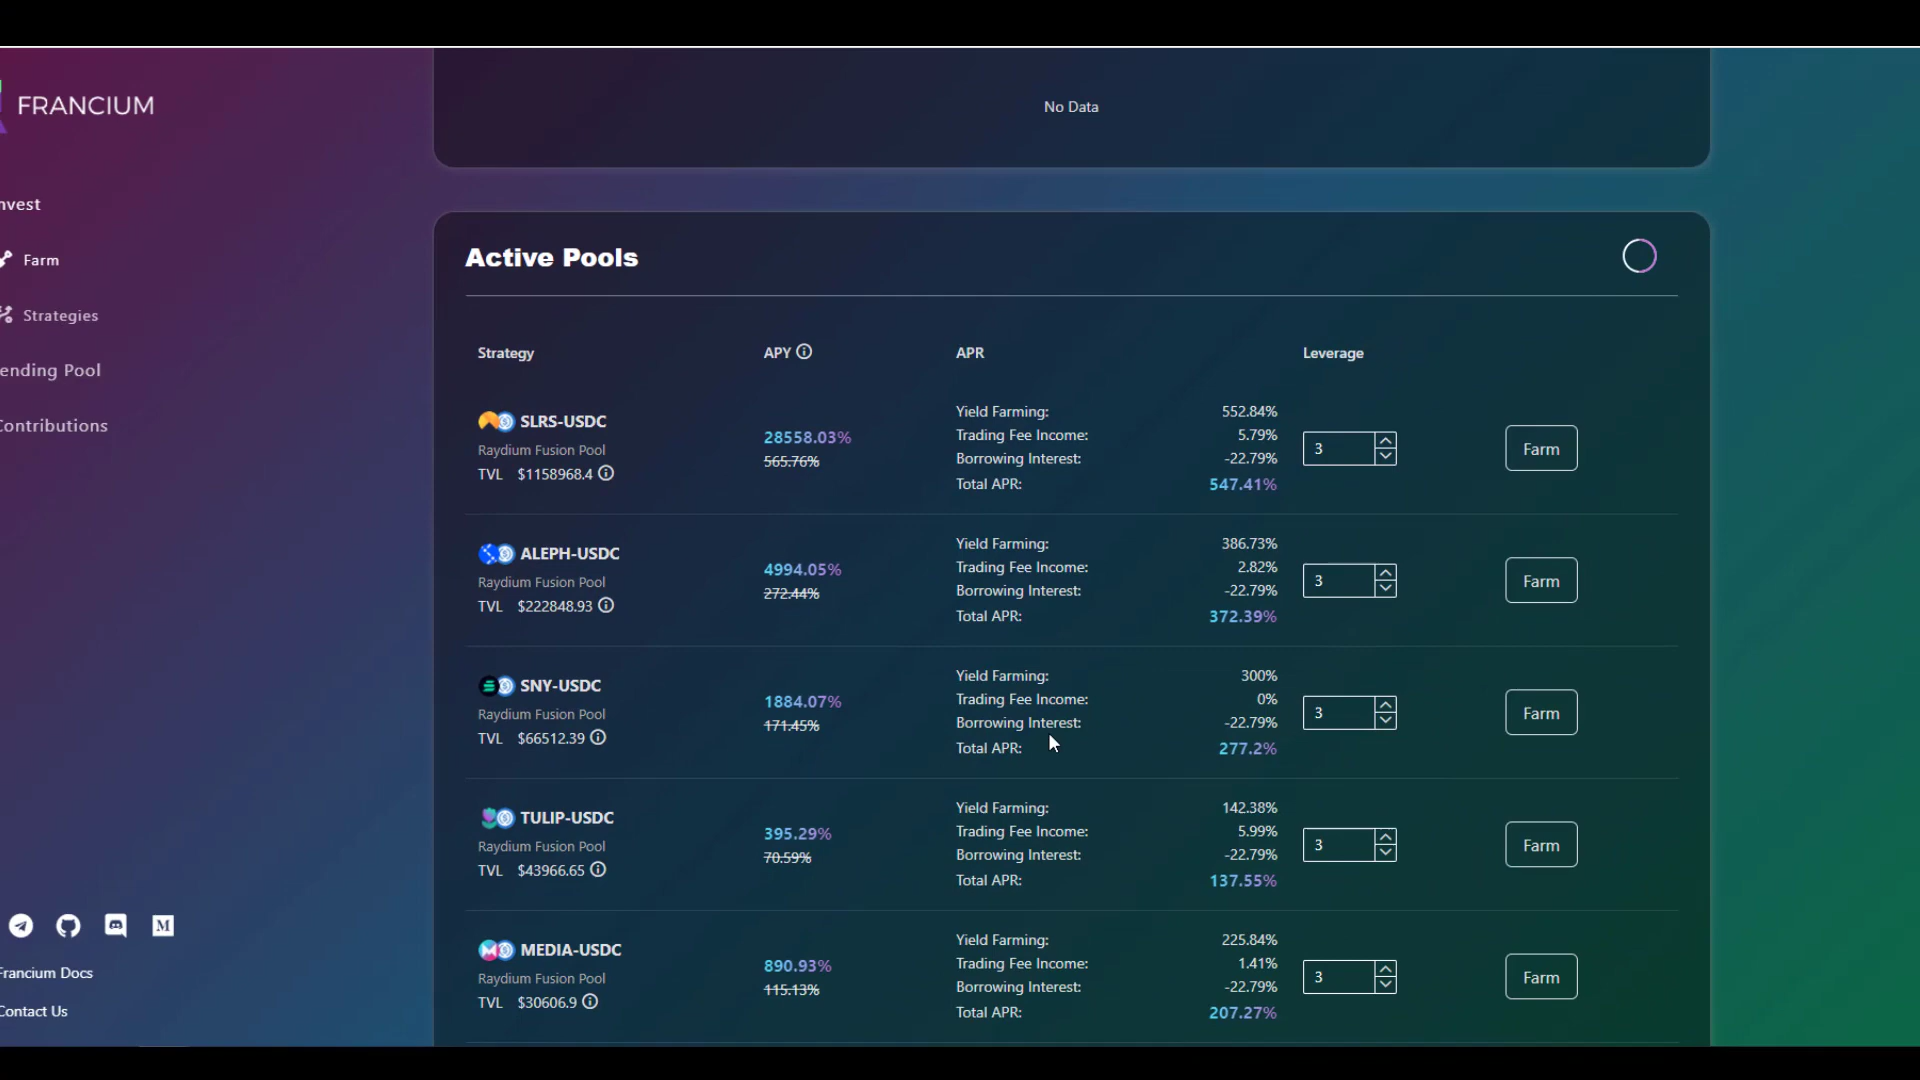 No Data
FRANCIUM
nvest
Farm
Strategies
ending Pool
ontributions
Francium Docs
Contact Us
Active Pools
Strategy APY APR Leverage
SLRS-USDC
Raydium Fusion Pool
TVL $1158968.4
28558.03%
565.76%
Yield Farming: 552.84%
Trading Fee Income: 5.79%
Borrowing Interest: -22.79%
Total APR: 547.41%
3
Farm
ALEPH-USDC
Raydium Fusion Pool
TVL $222848.93
4994.05%
272.44%
Yield Farming: 386.73%
Trading Fee Income: 2.82%
Borrowing Interest: -22.79%
Total APR: 372.39%
3
Farm
SNY-USDC
Raydium Fusion Pool
TVL $66512.39
1884.07%
171.45%
Yield Farming: 300%
Trading Fee Income: 0%
Borrowing Interest: -22.79%
Total APR: 277.2%
3
Farm
TULIP-USDC
Raydium Fusion Pool
TVL $43966.65
395.29%
70.59%
Yield Farming: 142.38%
Trading Fee Income: 5.99%
Borrowing Interest: -22.79%
Total APR: 137.55%
3
Farm
MEDIA-USDC
Raydium Fusion Pool
TVL $30606.9
890.93%
115.13%
Yield Farming: 225.84%
Trading Fee Income: 1.41%
Borrowing Interest: -22.79%
Total APR: 207.27%
3
Farm